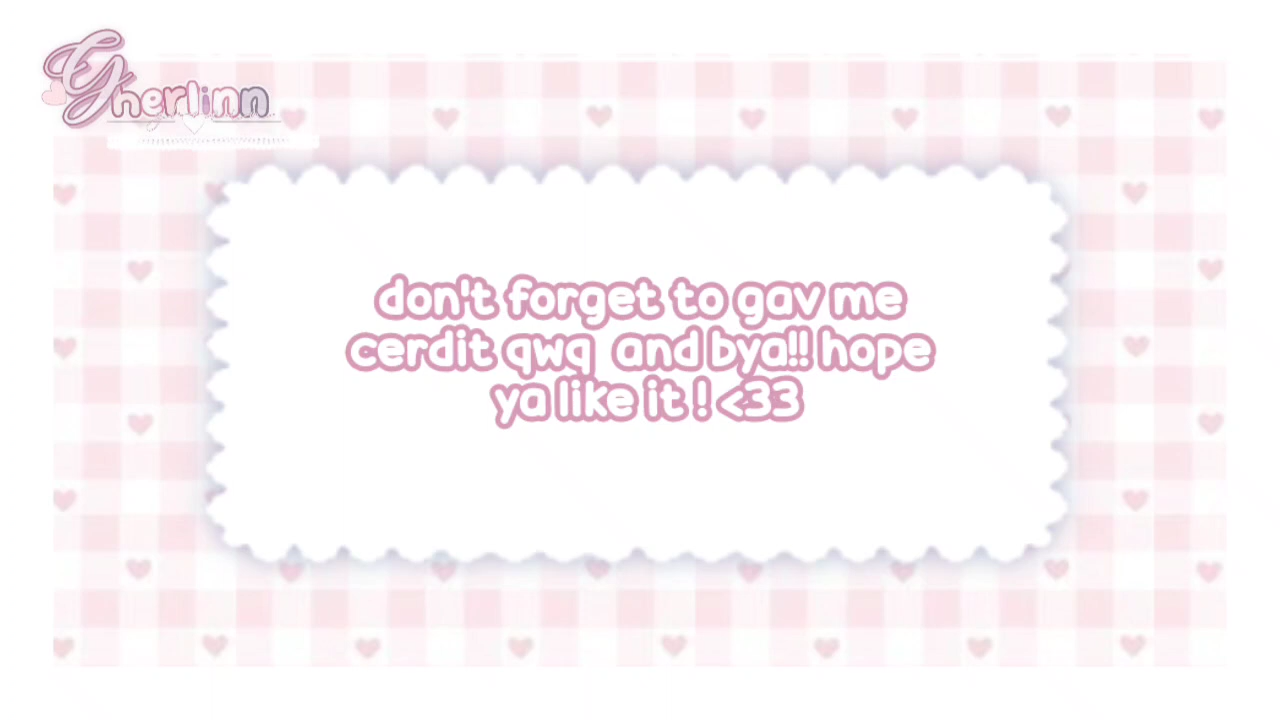 Gherlinn
don't forget to gav me
cerdit qwq and bya!! hope
ya like it ! <33